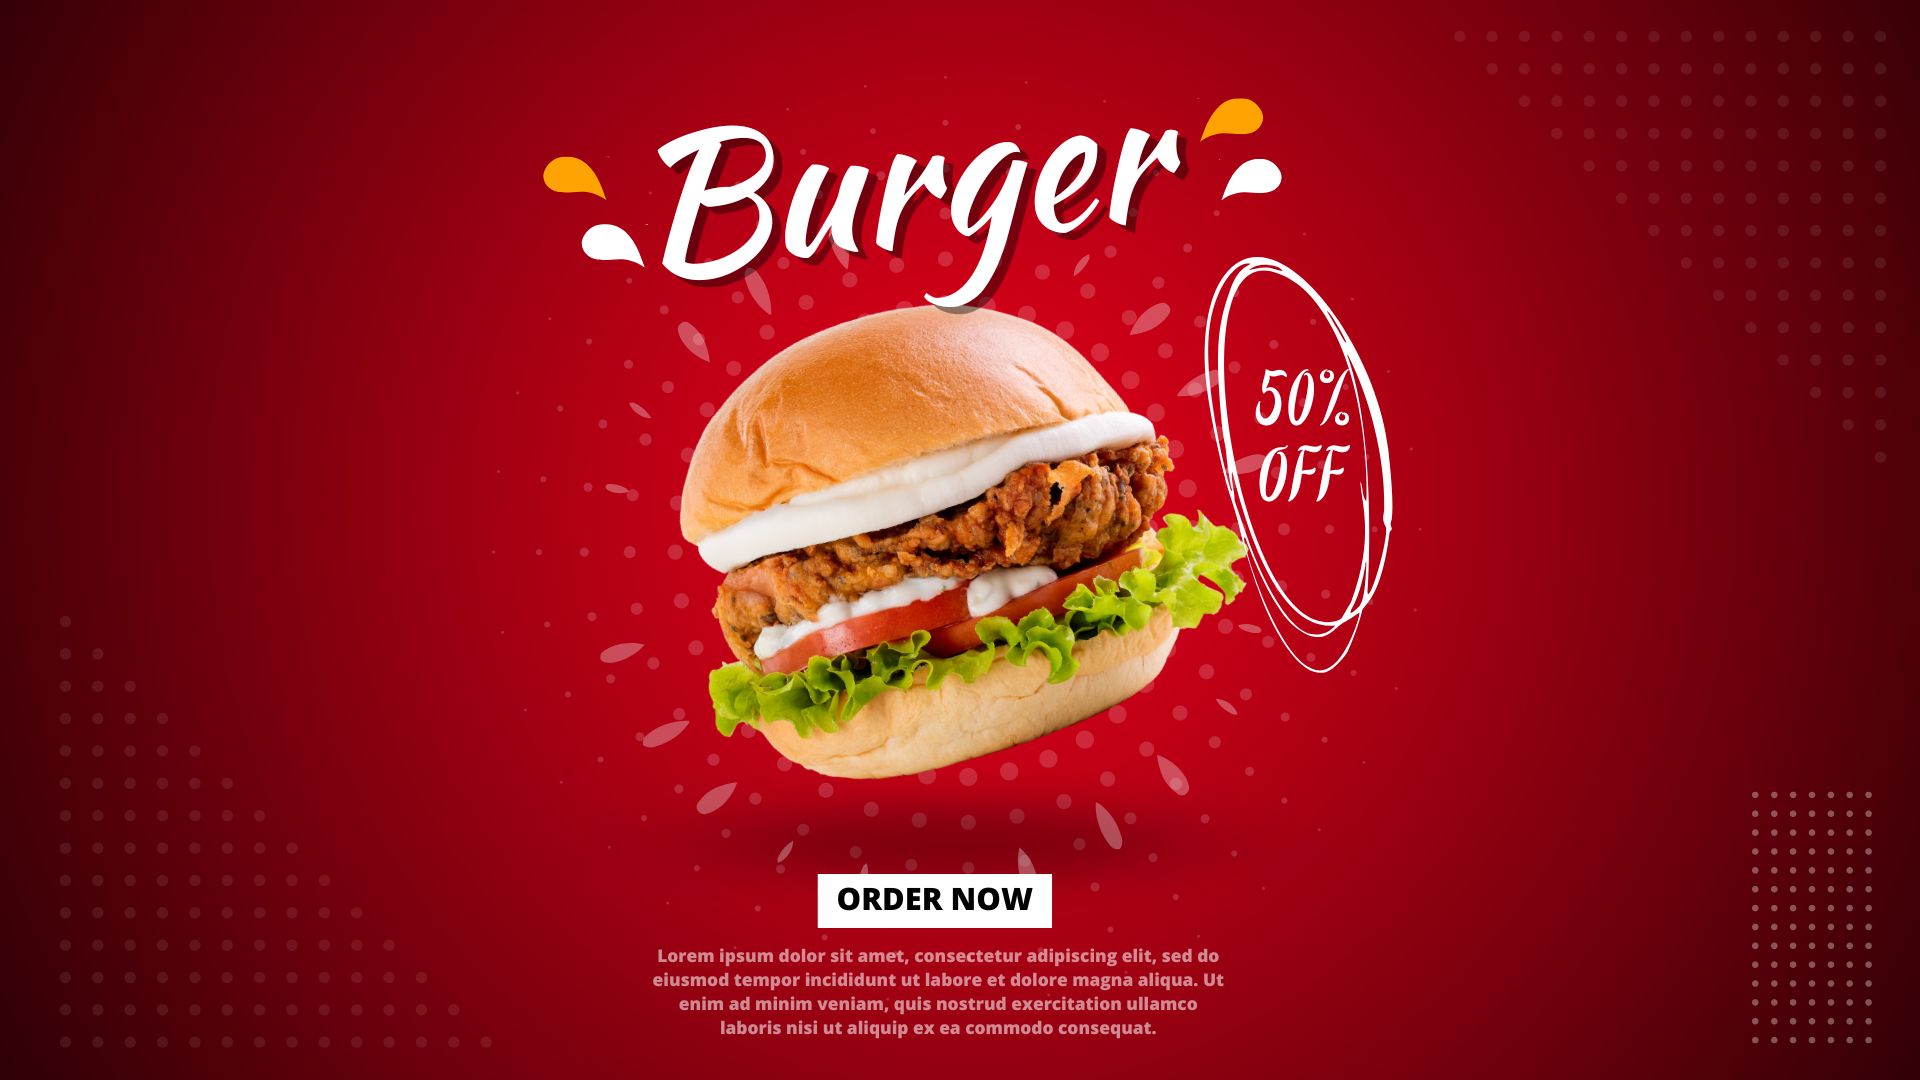 Burger
50%
OFF
ORDER NOW
Lorem ipsum dolor sit amet, consectetur adipiscing elit, sed do
eiusmod tempor incididunt ut labore et dolore magna aliqua. Ut
enim ad minim veniam, quis nostrud exercitation ullamco
laboris nisi ut aliquip ex ea commodo consequat.